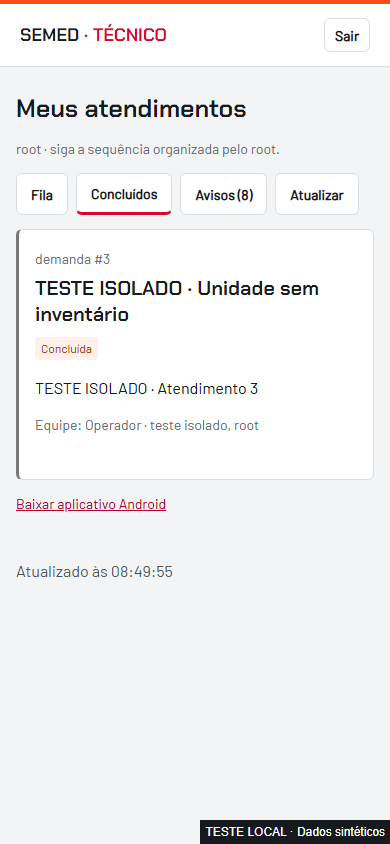 SEMED · TÉCNICO
Sair
Meus atendimentos
root · siga a sequência organizada pelo root.
Fila
Concluídos
Avisos (8)
Atualizar
demanda #3
TESTE ISOLADO · Unidade sem
inventário
Concluída
TESTE ISOLADO · Atendimento 3
Equipe: Operador · teste isolado, root
Baixar aplicativo Android
Atualizado às 08:49:55
TESTE LOCAL · Dados sintéticos